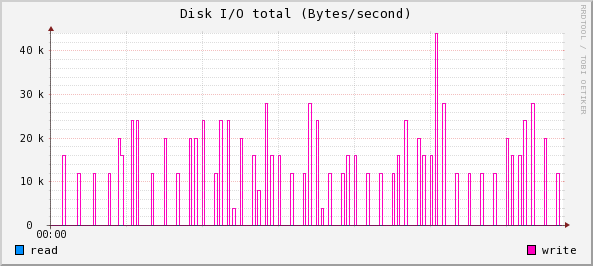 Disk I/O total (Bytes/second)
RRDTOOL / TOBI OETIKER
40 k
30 k
20 k
10 k
0
00:00
read
write